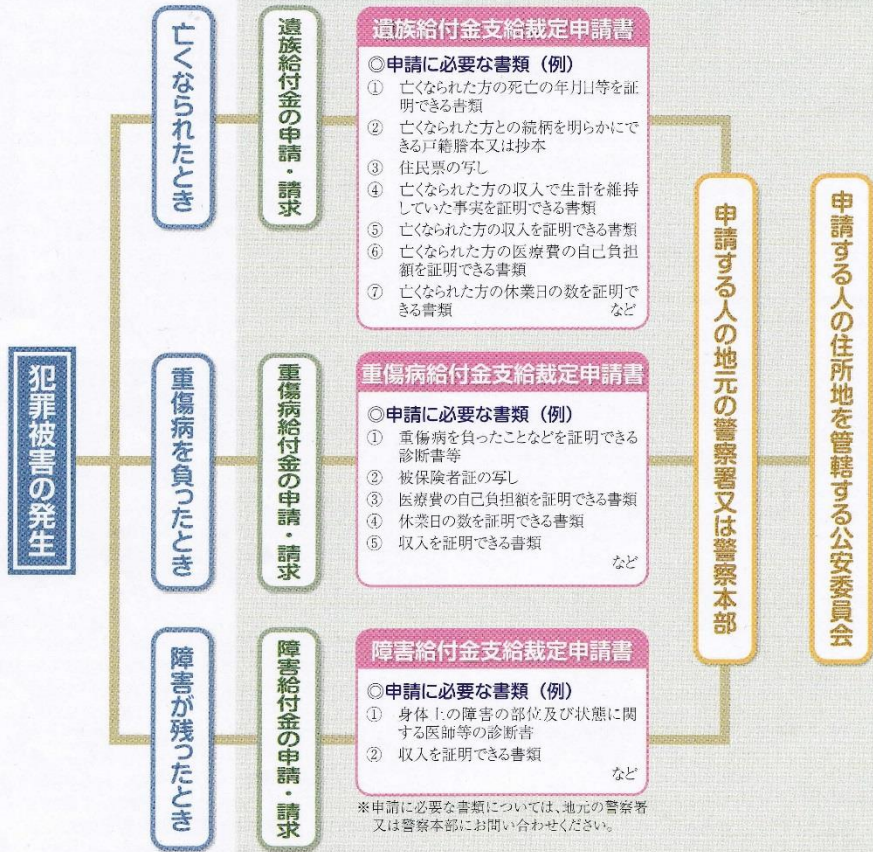 犯罪被害の発生
亡くなられたとき
遺族給付金の申請・請求
遺族給付金支給裁定申請書
◎申請に必要な書類（例）
① 亡くなられた方の死亡の年月日等を証
明できる書類
② 亡くなられた方との続柄を明らかにで
きる戸籍謄本又は抄本
③ 住民票の写し
④ 亡くなられた方の収入で生計を維持
していた事実を証明できる書類
⑤ 亡くなられた方の収入を証明できる書類
⑥ 亡くなられた方の医療費の自己負担
額を証明できる書類
⑦ 亡くなられた方の休業日の数を証明で
きる書類 など
重傷病を負ったとき
重傷病給付金の申請・請求
重傷病給付金支給裁定申請書
◎申請に必要な書類（例）
① 重傷病を負ったことなどを証明できる
診断書等
② 被保険者証の写し
③ 医療費の自己負担額を証明できる書類
④ 休業日の数を証明できる書類
⑤ 収入を証明できる書類
など
障害が残ったとき
障害給付金の申請・請求
障害給付金支給裁定申請書
◎申請に必要な書類（例）
① 身体上の障害の部位及び状態に関
する医師等の診断書
② 収入を証明できる書類
など
※申請に必要な書類については、地元の警察署
又は警察本部にお問い合わせください。
申請する人の地元の警察署又は警察本部
申請する人の住所地を管轄する公安委員会